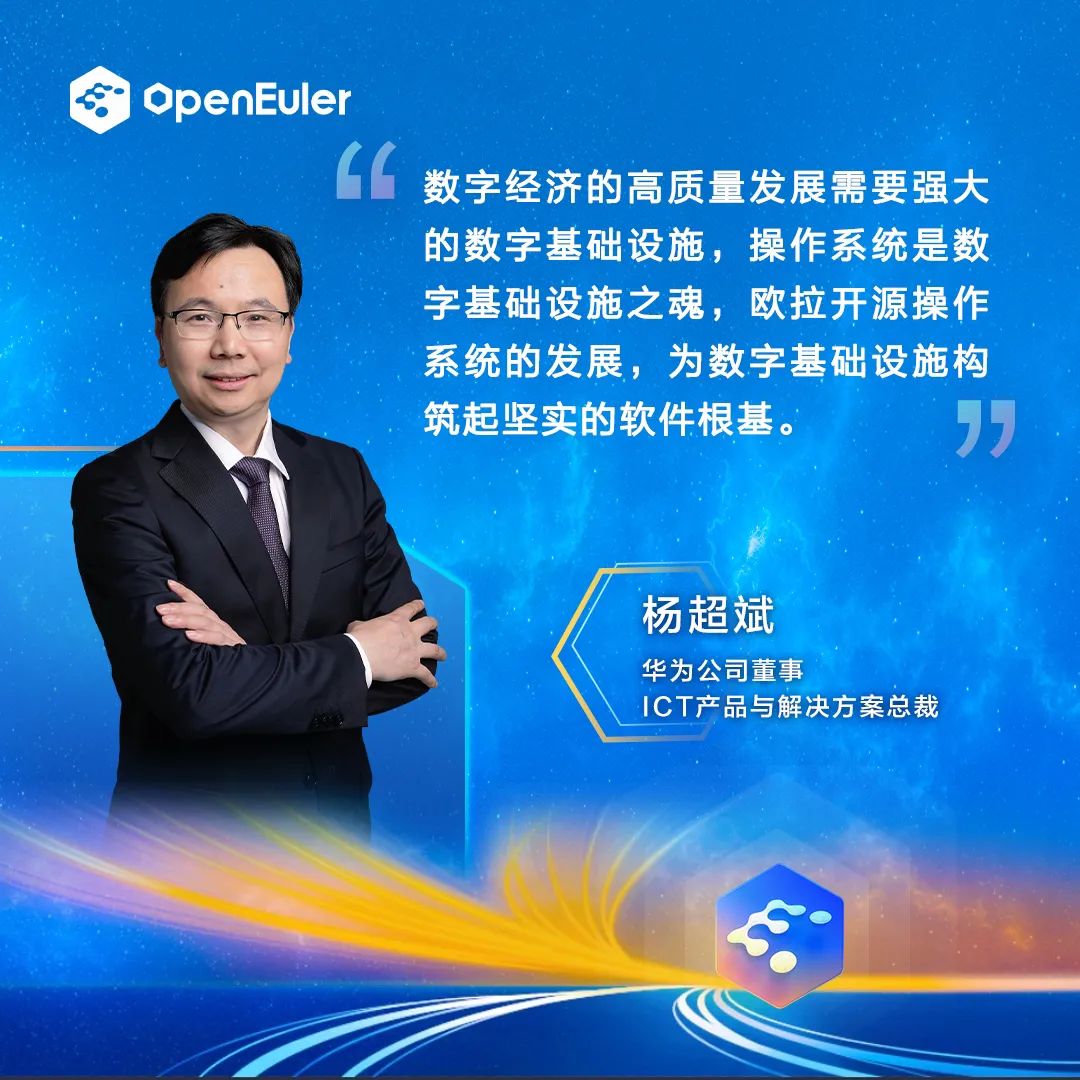 OpenEuler
数字经济的高质量发展需要强大
的数字基础设施，操作系统是数
字基础设施之魂，欧拉开源操作
系统的发展，为数字基础设施构
筑起坚实的软件根基。
杨超斌
华为公司董事
ICT产品与解决方案总裁